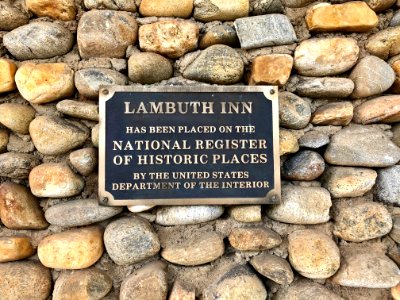 LAMBUTH INN
HAS BEEN PLACED ON THE
NATIONAL REGISTER
OF HISTORIC PLACES
BY THE UNITED STATES
DEPARTMENT OF THE INTERIOR